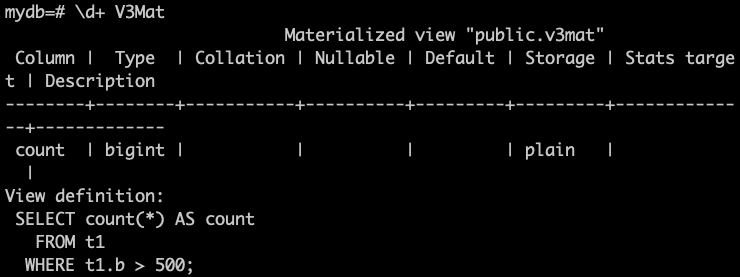 mydb=# \d+ V3Mat
                            Materialized view "public.v3mat"
 Column |  Type  | Collation | Nullable | Default | Storage | Stats targe
t | Description
--------+--------+-----------+----------+---------+---------+------------
--+-------------
 count  | bigint |           |          |         | plain   |
  |
View definition:
 SELECT count(*) AS count
   FROM t1
  WHERE t1.b > 500;